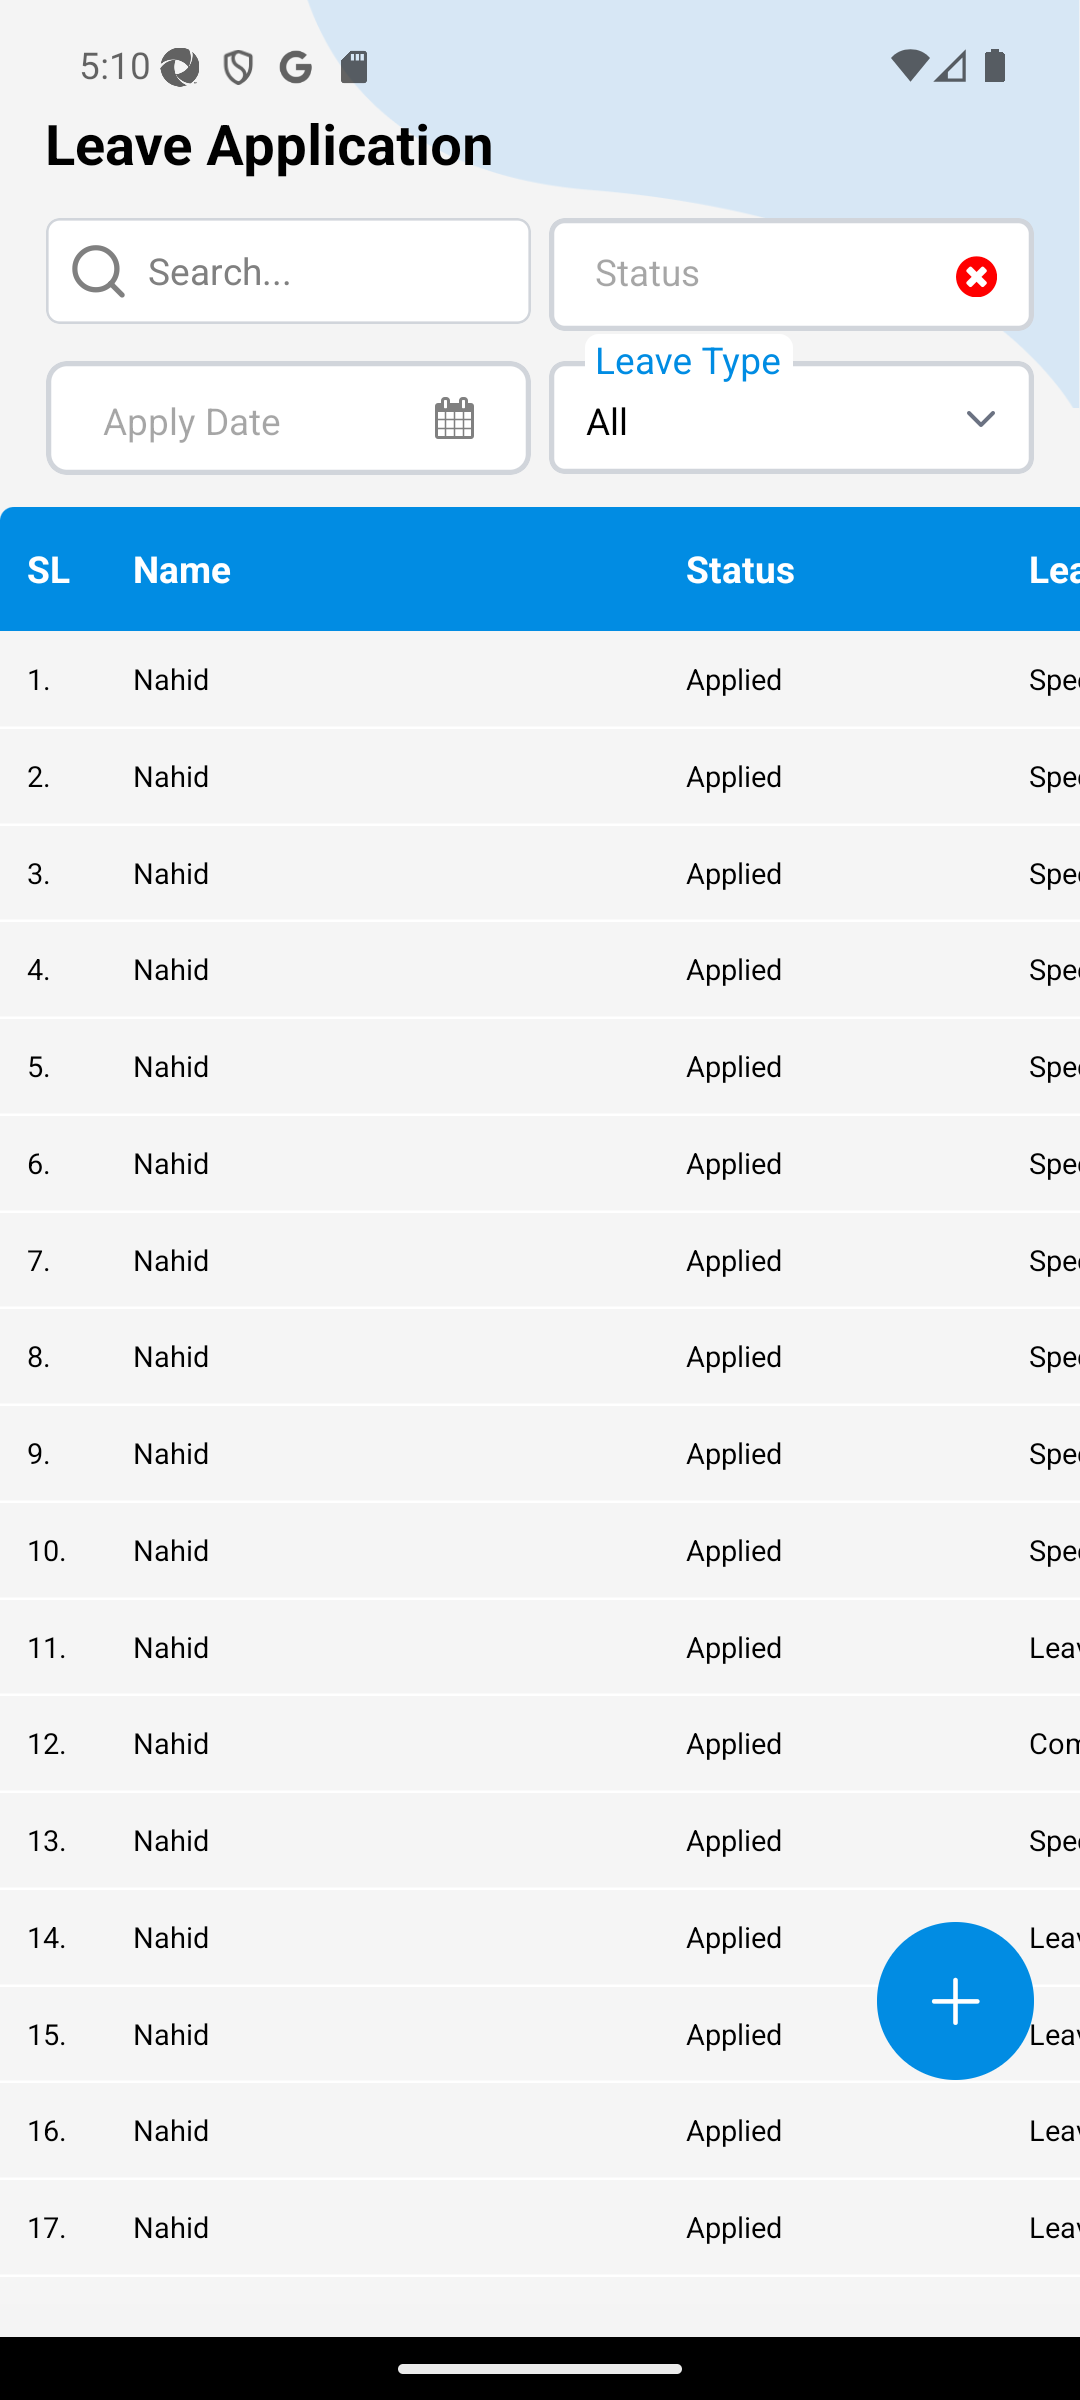 5:10
Leave Application
Search...
Status
Apply Date
Leave Type
All
SL Name Status Lea
1. Nahid Applied Spe
2. Nahid Applied Spe
3. Nahid Applied Spe
4. Nahid Applied Spe
5. Nahid Applied Spe
6. Nahid Applied Spe
7. Nahid Applied Spe
8. Nahid Applied Spe
9. Nahid Applied Spe
10. Nahid Applied Spe
11. Nahid Applied Leav
12. Nahid Applied Com
13. Nahid Applied Spe
14. Nahid Applied Leav
15. Nahid Applied Leav
16. Nahid Applied Leav
17. Nahid Applied Leav